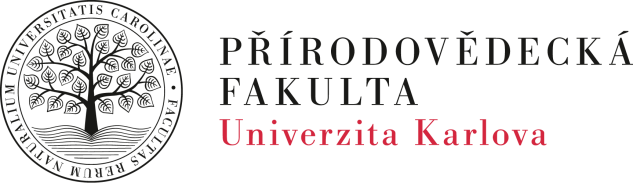 UNIVERSITATIS CAROLINAE • FACULTAS RERUM NATURALIUM
PŘÍRODOVĚDECKÁ
FAKULTA
Univerzita Karlova